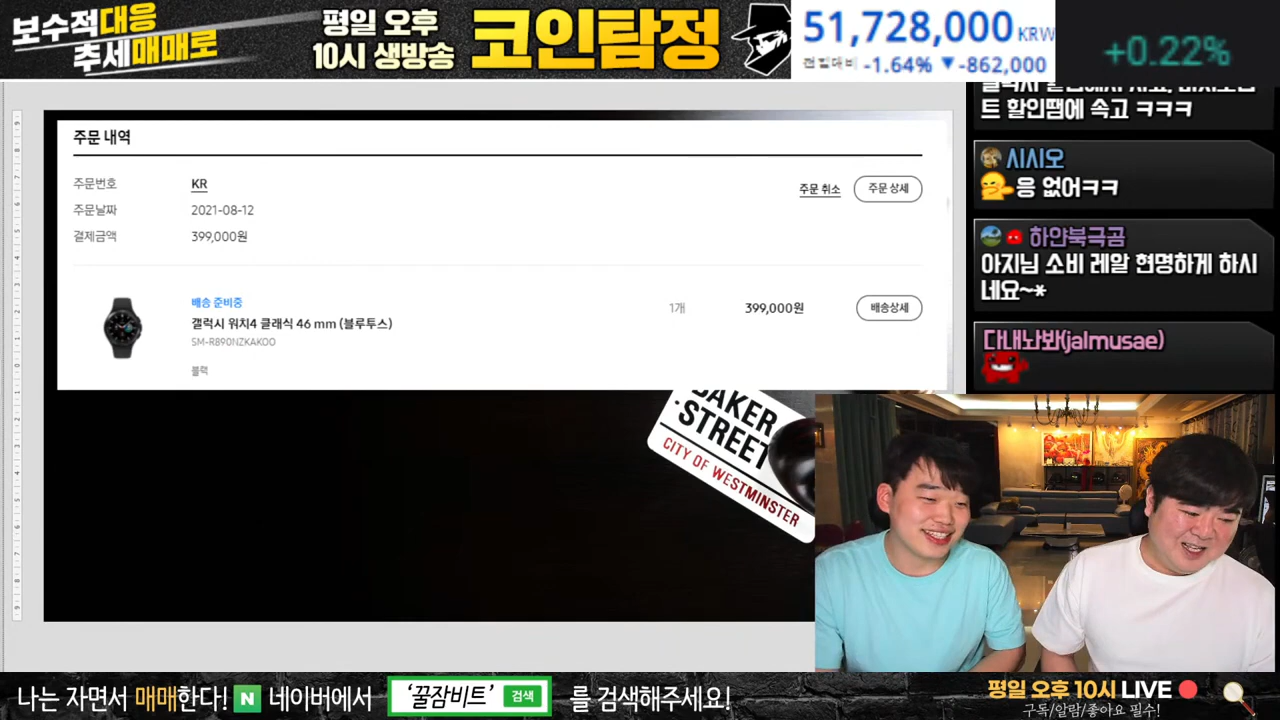 보수적대응
추세매매로
평일 오후
10시 생방송
코인탐정
51,728,000 KRW
전일대비 -1.64% ▼-862,000
+0.22%
트 할인땜에 속고 ㅋㅋㅋ
시시오
응 없어ㅋㅋ
하얀북극곰
아지님 소비 레알 현명하게 하시
네요~*
다내놔봐(jalmusae)
주문 내역
주문번호 KR
주문 취소 주문 상세
주문날짜 2021-08-12
결제금액 399,000원
배송 준비중
갤럭시 워치4 클래식 46 mm (블루투스)
1개 399,000원 배송상세
SM-R890NZKAKOO
블랙
BAKER
STREET
CITY OF WESTMINSTER
나는 자면서 매매한다! N 네이버에서 '꿀잠비트' 검색 를 검색해주세요!
평일 오후 10시 LIVE
구독/알람/좋아요 필수!